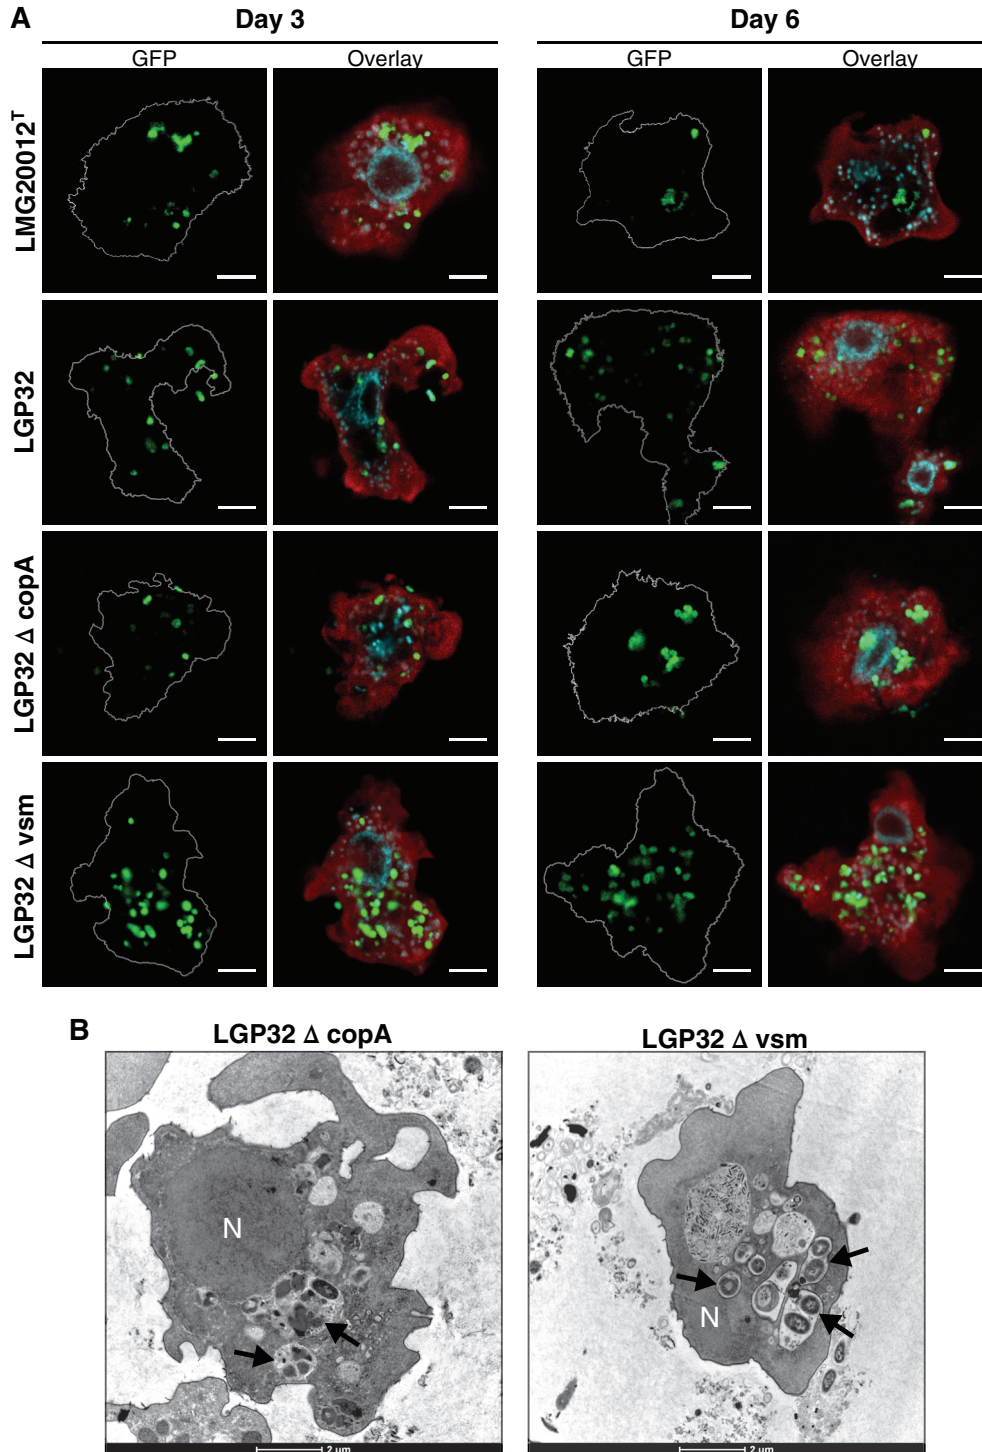 A
Day 3
Day 6
GFP
Overlay
GFP
Overlay
LMG20012ᵀ
LGP32
LGP32 Δ copA
LGP32 Δ vsm
B
LGP32 Δ copA
LGP32 Δ vsm
N
N
2 µm
2 µm